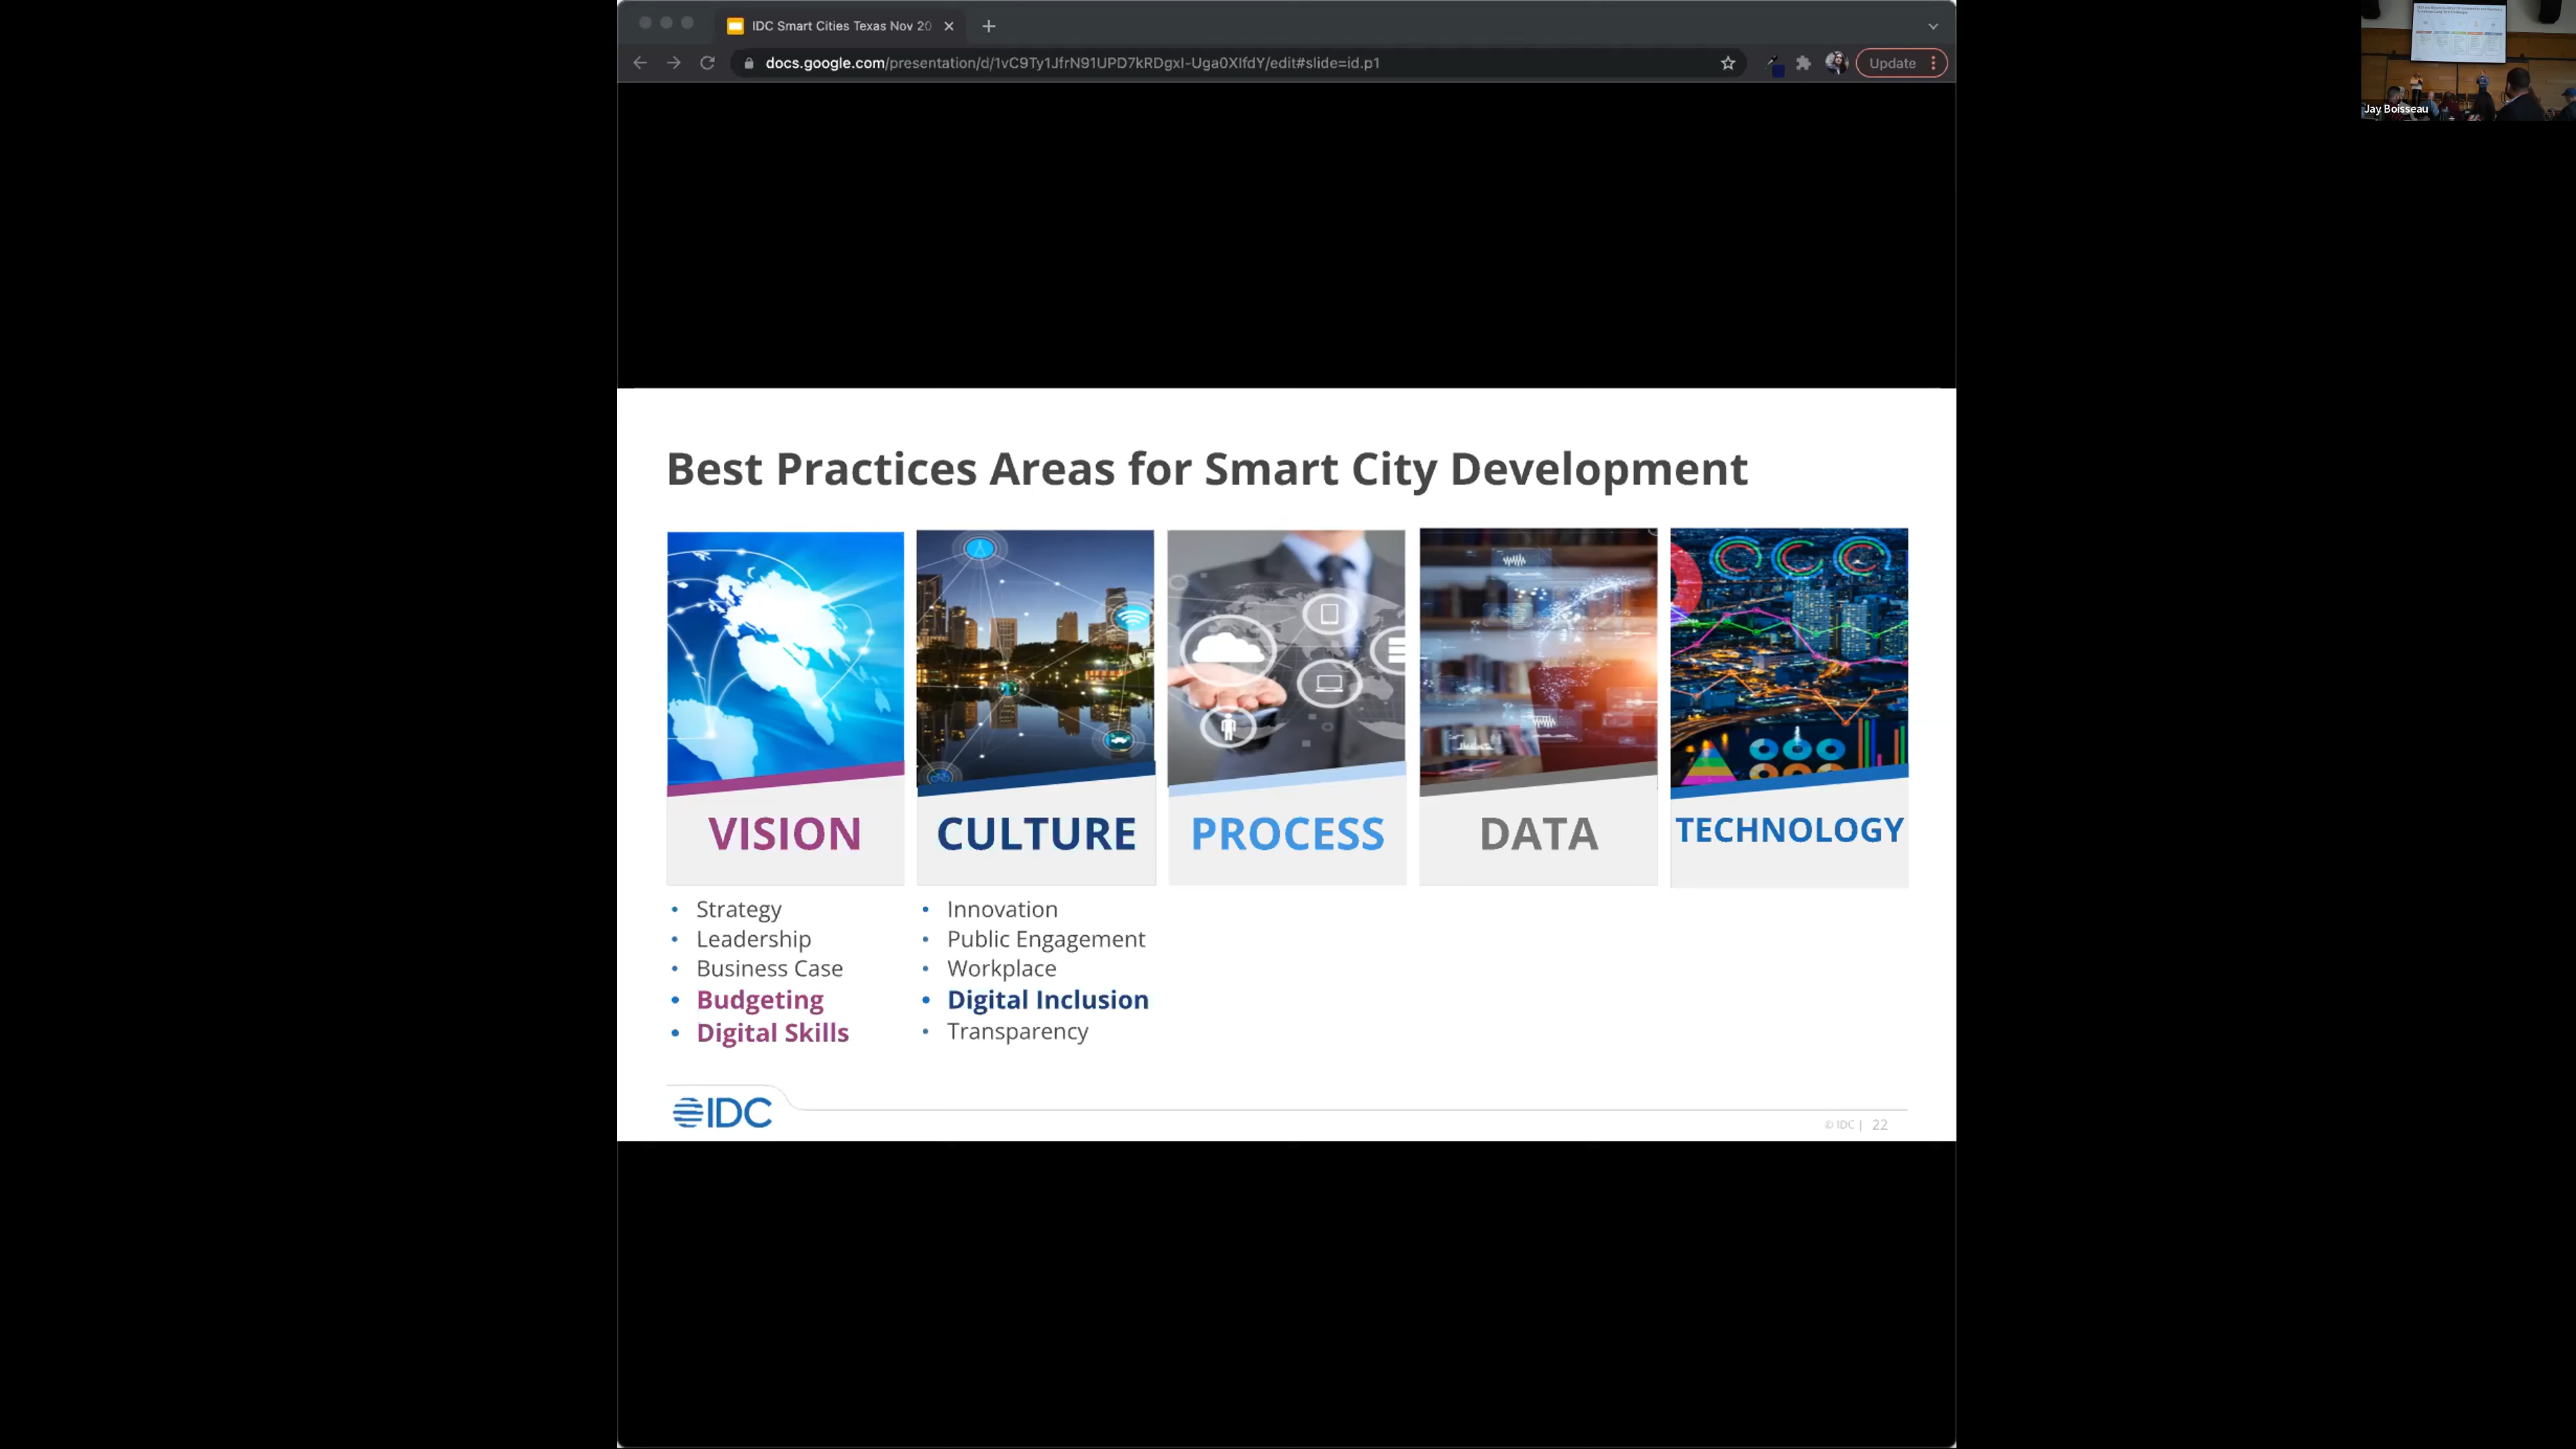 IDC Smart Cities Texas Nov 20
docs.google.com/presentation/d/1vC9Ty1JfrN91UPD7kRDgxI-Uga0XIfdY/edit#slide=id.p1
Update
Jay Boisseau
Best Practices Areas for Smart City Development
VISION
CULTURE
PROCESS
DATA
TECHNOLOGY
• Strategy
• Leadership
• Business Case
• Budgeting
• Digital Skills
• Innovation
• Public Engagement
• Workplace
• Digital Inclusion
• Transparency
IDC
© IDC | 22